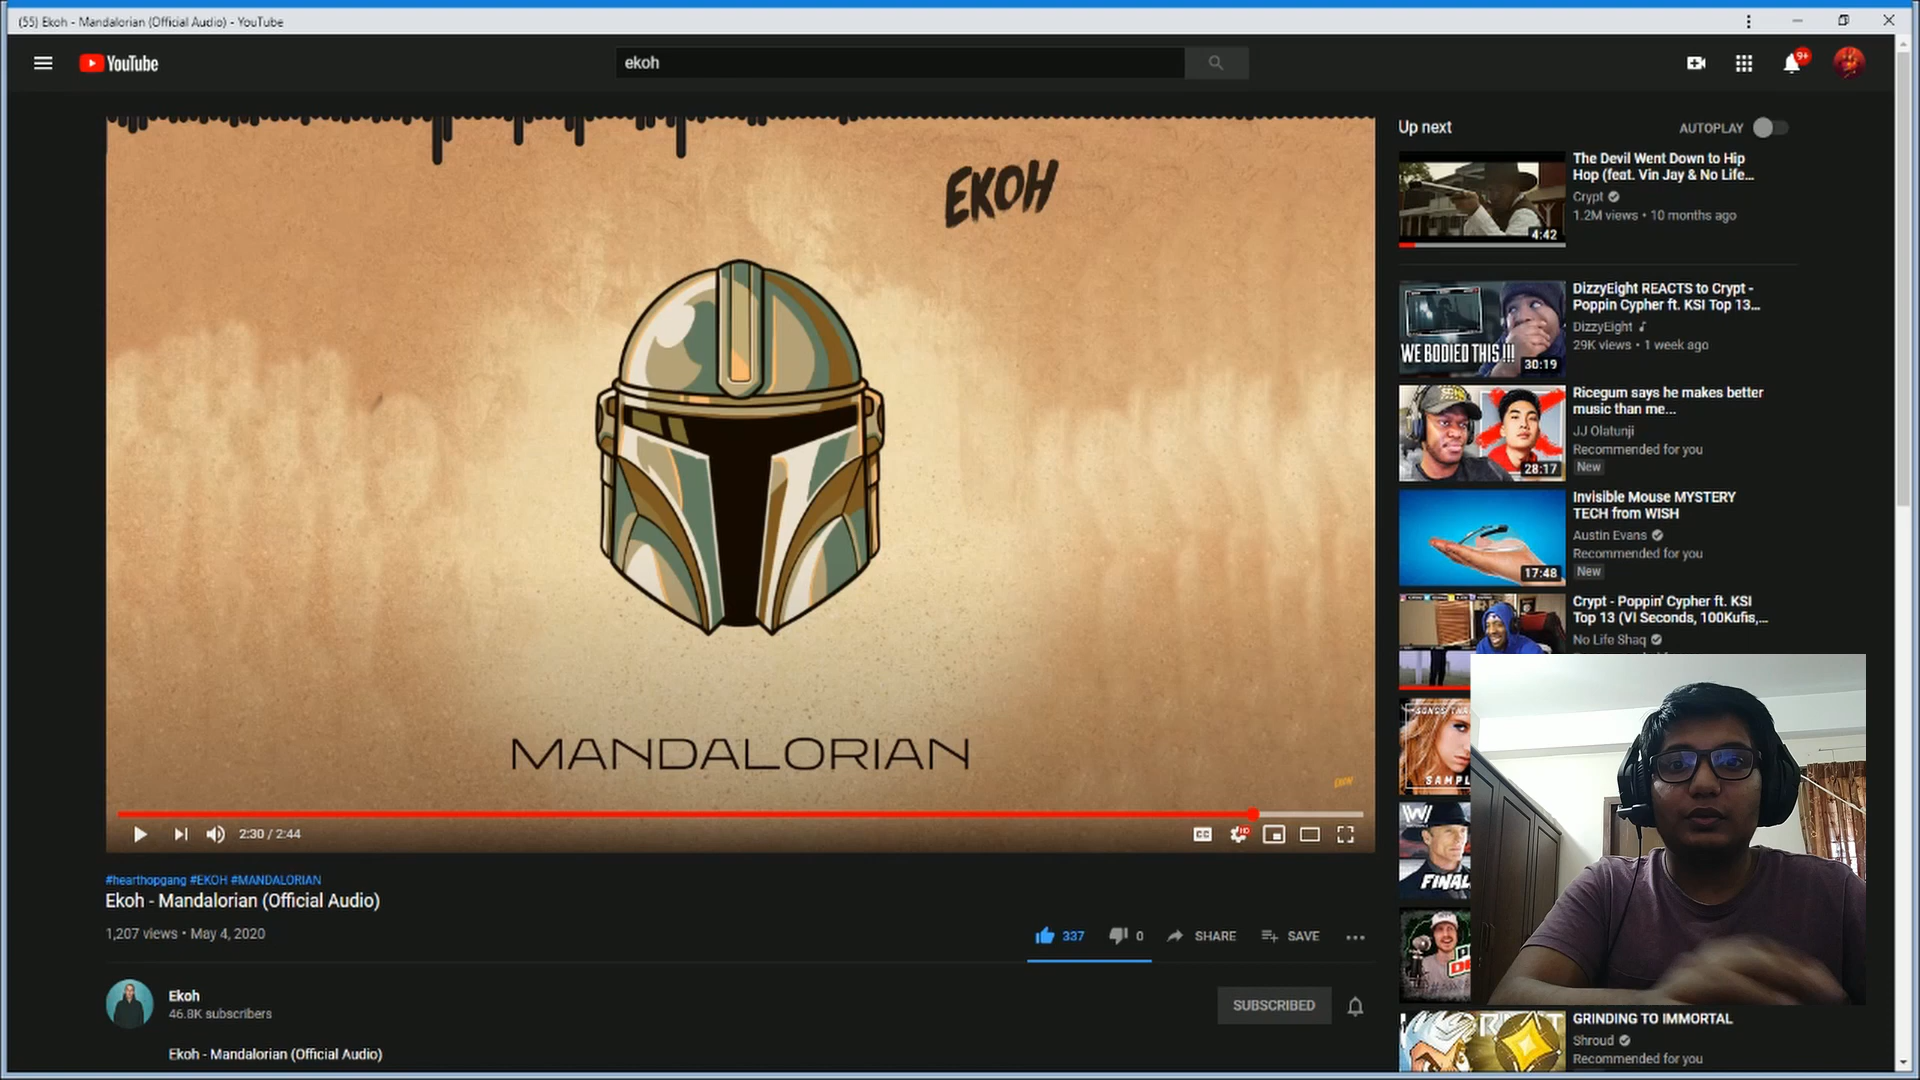 (55) Ekoh - Mandalorian (Official Audio) - YouTube
YouTube
ekoh
9+
EKOH
MANDALORIAN
EKOH
2:30 / 2:44
CC
HD
#hearthopgang #EKOH #MANDALORIAN
Ekoh - Mandalorian (Official Audio)
1,207 views • May 4, 2020
337
0
SHARE
SAVE
Ekoh
46.8K subscribers
SUBSCRIBED
Ekoh - Mandalorian (Official Audio)
Up next
AUTOPLAY
The Devil Went Down to Hip
Hop (feat. Vin Jay & No Life...
Crypt
1.2M views • 10 months ago
4:42
DizzyEight REACTS to Crypt -
Poppin Cypher ft. KSI Top 13...
DizzyEight
29K views • 1 week ago
WE BODIED THIS !!!
30:19
Ricegum says he makes better
music than me...
JJ Olatunji
Recommended for you
New
28:17
Invisible Mouse MYSTERY
TECH from WISH
Austin Evans
Recommended for you
New
17:48
Crypt - Poppin' Cypher ft. KSI
Top 13 (VI Seconds, 100Kufis,...
No Life Shaq
SONGS THA
SAMPL
W
FINAL
GRINDING TO IMMORTAL
Shroud
Recommended for you